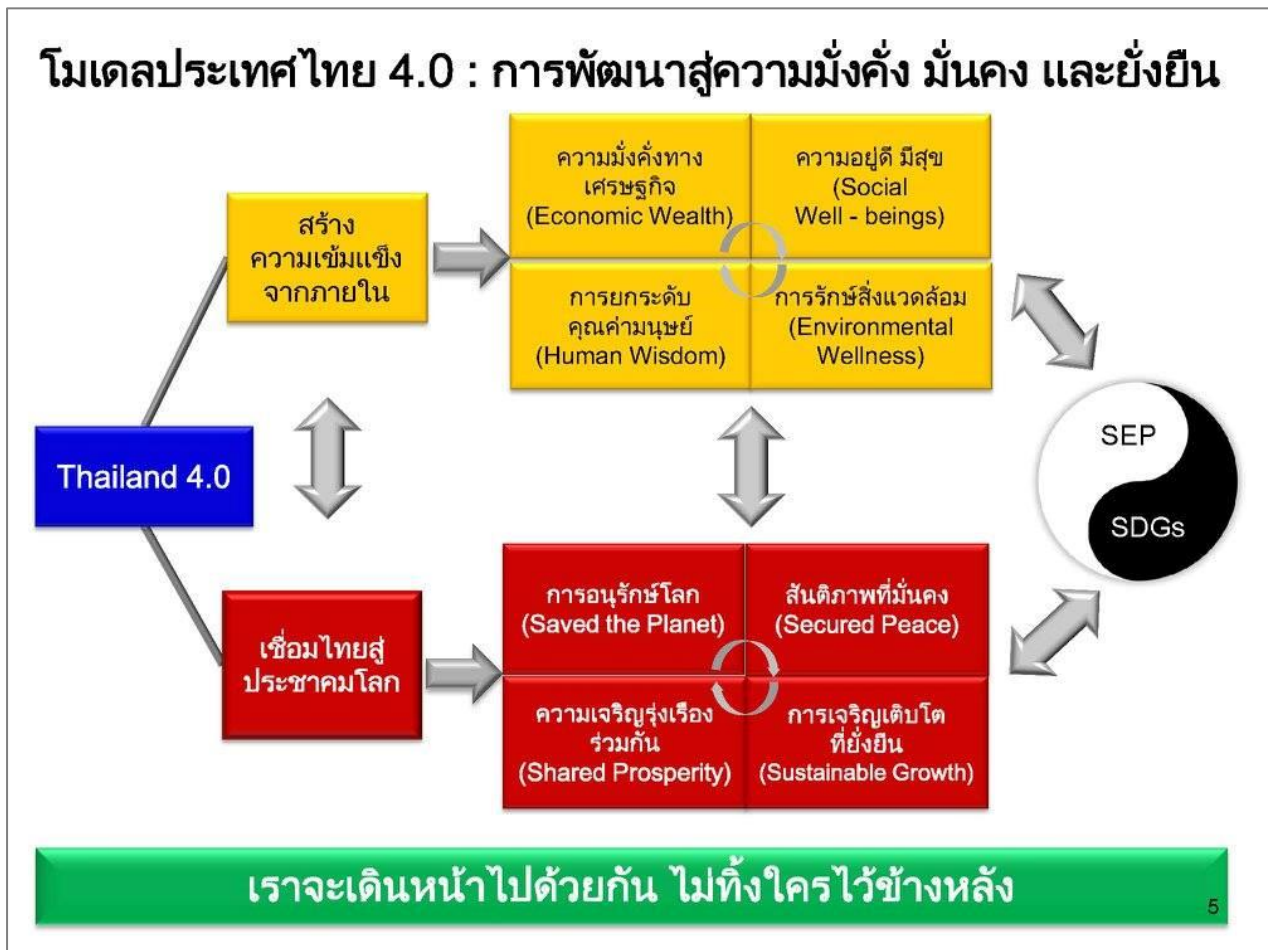 โมเดลประเทศไทย 4.0 : การพัฒนาสู่ความมั่งคั่ง มั่นคง และยั่งยืน
ความมั่งคั่งทาง
เศรษฐกิจ
(Economic Wealth)
ความอยู่ดี มีสุข
(Social
Well - beings)
สร้าง
ความเข้มแข็ง
จากภายใน
การยกระดับ
คุณค่ามนุษย์
(Human Wisdom)
การรักษ์สิ่งแวดล้อม
(Environmental
Wellness)
Thailand 4.0
SEP
SDGs
การอนุรักษ์โลก
(Saved the Planet)
สันติภาพที่มั่นคง
(Secured Peace)
เชื่อมไทยสู่
ประชาคมโลก
ความเจริญรุ่งเรือง
ร่วมกัน
(Shared Prosperity)
การเจริญเติบโต
ที่ยั่งยืน
(Sustainable Growth)
เราจะเดินหน้าไปด้วยกัน ไม่ทิ้งใครไว้ข้างหลัง
5